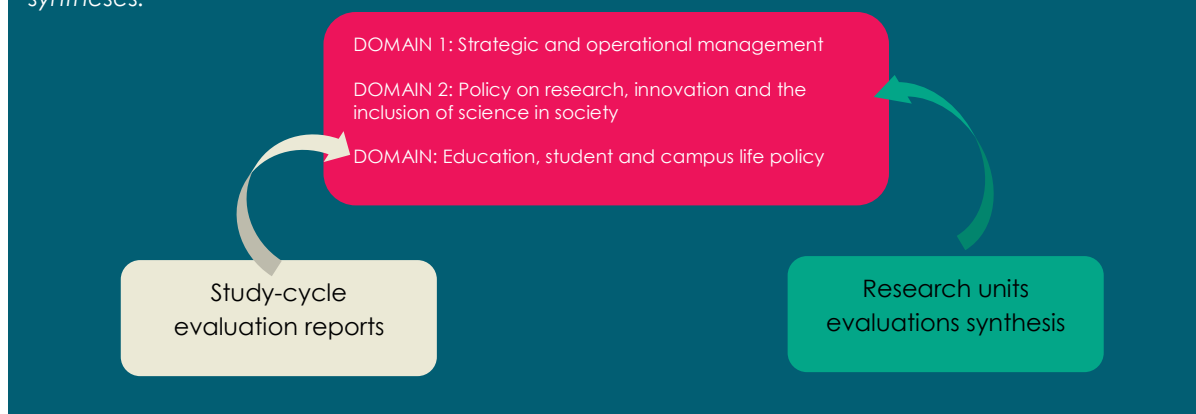 syntheses.
DOMAIN 1: Strategic and operational management
DOMAIN 2: Policy on research, innovation and the
inclusion of science in society
DOMAIN: Education, student and campus life policy
Study-cycle
evaluation reports
Research units
evaluations synthesis